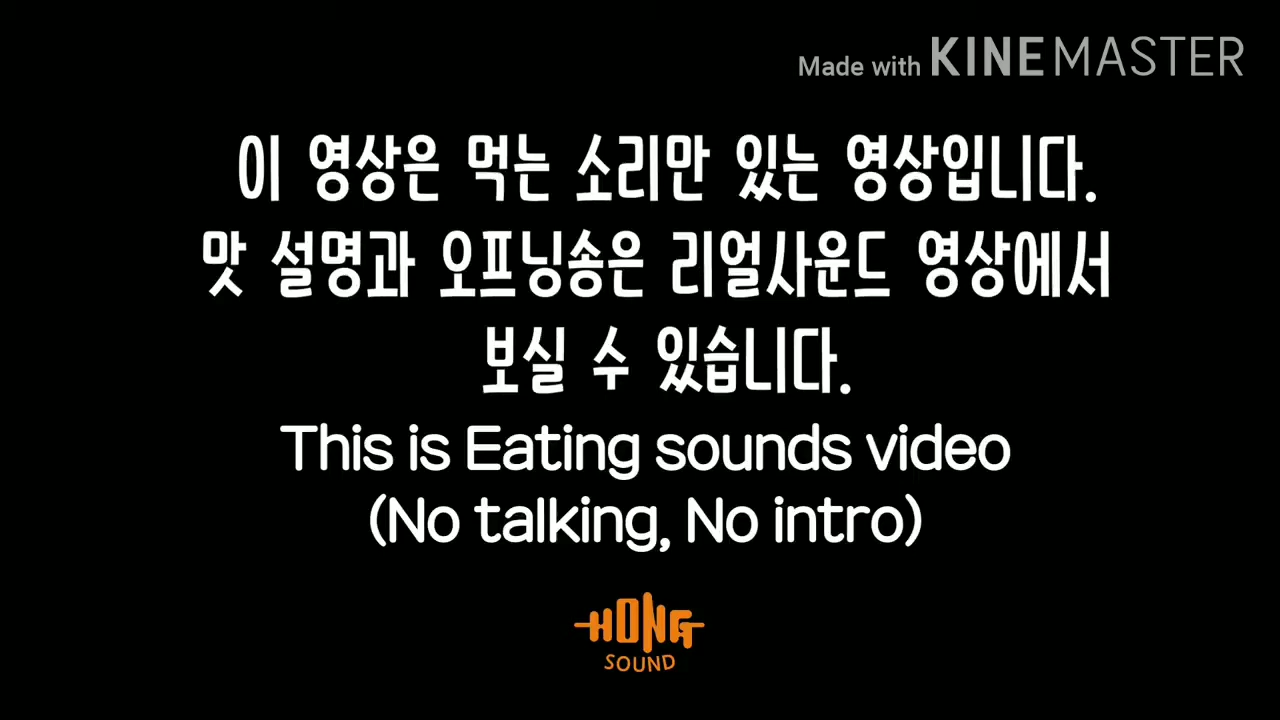 Made with KINEMASTER
이 영상은 먹는 소리만 있는 영상입니다.
맛 설명과 오프닝송은 리얼사운드 영상에서
보실 수 있습니다.
This is Eating sounds video
(No talking, No intro)
HONG
SOUND